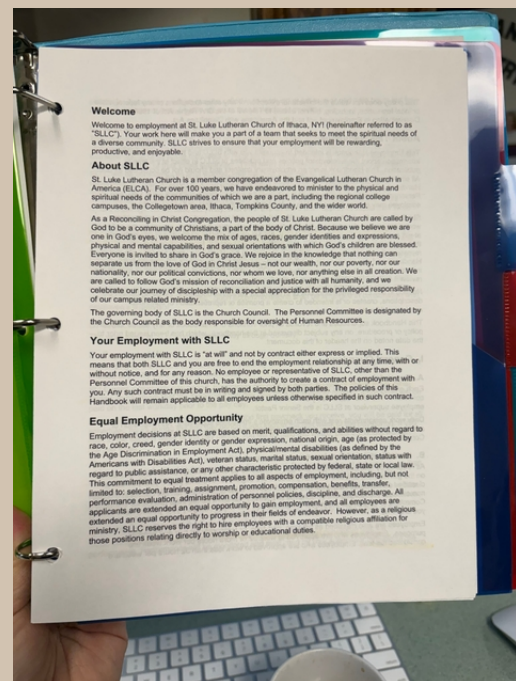 Welcome
Welcome to employment at St. Luke Lutheran Church of Ithaca, NY! (hereinafter referred to as
"SLLC"). Your work here will make you a part of a team that seeks to meet the spiritual needs of
a diverse community. SLLC strives to ensure that your employment will be rewarding,
productive, and enjoyable.
About SLLC
St. Luke Lutheran Church is a member congregation of the Evangelical Lutheran Church in
America (ELCA). For over 100 years, we have endeavored to minister to the physical and
spiritual needs of the communities of which we are a part, including the regional college
campuses, the Collegetown area, Ithaca, Tompkins County, and the wider world.
As a Reconciling in Christ Congregation, the people of St. Luke Lutheran Church are called by
God to be a community of Christians, a part of the body of Christ. Because we believe we are
one in God's eyes, we welcome the mix of ages, races, gender identities and expressions,
physical and mental capabilities, and sexual orientations with which God's children are blessed.
Everyone is invited to share in God's grace. We rejoice in the knowledge that nothing can
separate us from the love of God in Christ Jesus – not our wealth, nor our poverty, nor our
nationality, nor our political convictions, nor whom we love, nor anything else in all creation. We
are called to follow God's mission of reconciliation and justice with all humanity, and we
celebrate our journey of discipleship with a special appreciation for the privileged responsibility
of our campus related ministry.
The governing body of SLLC is the Church Council. The Personnel Committee is designated by
the Church Council as the body responsible for oversight of Human Resources.
Your Employment with SLLC
Your employment with SLLC is "at will" and not by contract either express or implied. This
means that both SLLC and you are free to end the employment relationship at any time, with or
without notice, and for any reason. No employee or representative of SLLC, other than the
Personnel Committee of this church, has the authority to create a contract of employment with
you. Any such contract must be in writing and signed by both parties. The policies of this
Handbook will remain applicable to all employees unless otherwise specified in such contract.
Equal Employment Opportunity
Employment decisions at SLLC are based on merit, qualifications, and abilities without regard to
race, color, creed, gender identity or gender expression, national origin, age (as protected by
the Age Discrimination in Employment Act), physical/mental disabilities (as defined by the
Americans with Disabilities Act), veteran status, marital status, sexual orientation, status with
regard to public assistance, or any other characteristic protected by federal, state or local law.
This commitment to equal treatment applies to all aspects of employment, including, but not
limited to: selection, training, assignment, promotion, compensation, benefits, transfer,
performance evaluation, administration of personnel policies, discipline, and discharge. All
applicants are extended an equal opportunity to gain employment, and all employees are
extended an equal opportunity to progress in their fields of endeavor. However, as a religious
ministry, SLLC reserves the right to hire employees with a compatible religious affiliation for
those positions relating directly to worship or educational duties.